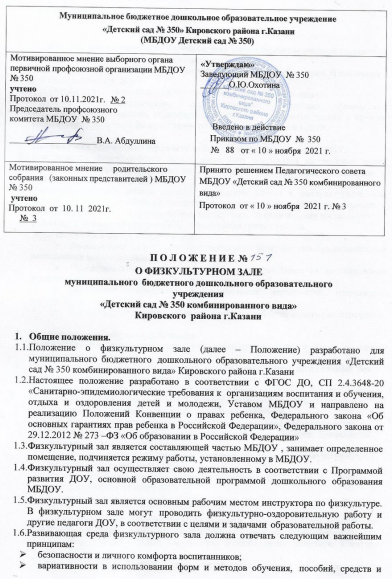 Муниципальное бюджетное дошкольное образовательное учреждение
«Детский сад № 350» Кировского района г.Казани
(МБДОУ Детский сад № 350)
Мотивированное мнение выборного органа
первичной профсоюзной организации МБДОУ
№ 350
учтено
Протокол от 10.11.2021г. № 2
Председатель профсоюзного
комитета МБДОУ № 350
В.А. Абдуллина
«Утверждаю»
Заведующий МБДОУ № 350
О.Ю.Охотина
Введено в действие
Приказом по МБДОУ № 350
№ 88 от « 10 » ноября 2021 г.
Мотивированное мнение родительского
собрания (законных представителей ) МБДОУ
№ 350
учтено
Протокол от 10. 11 2021г.
№ 3
Принято решением Педагогического совета
МБДОУ «Детский сад № 350 комбинированного
вида»
Протокол от « 10 » ноября 2021 г. № 3
П О Л О Ж Е Н И Е № 151
О ФИЗКУЛЬТУРНОМ ЗАЛЕ
муниципального бюджетного дошкольного образовательного
учреждения
«Детский сад № 350 комбинированного вида»
Кировского района г.Казани
1. Общие положения.
1.1.Положение о физкультурном зале (далее – Положение) разработано для
муниципального бюджетного дошкольного образовательного учреждения «Детский
сад № 350 комбинированного вида» Кировского района г.Казани
1.2.Настоящее положение разработано в соответствии с ФГОС ДО, СП 2.4.3648-20
«Санитарно-эпидемиологические требования к организациям воспитания и обучения,
отдыха и оздоровления детей и молодежи, Уставом МБДОУ и направлено на
реализацию Положений Конвенции о правах ребенка, Федерального закона «Об
основных гарантиях прав ребенка в Российской Федерации», Федерального закона от
29.12.2012 № 273 –ФЗ «Об образовании в Российской Федерации»
1.3.Физкультурный зал является составляющей частью МБДОУ , занимает определенное
помещение, подчиняется режиму работы, установленному в МБДОУ.
1.4.Физкультурный зал осуществляет свою деятельность в соответствии с Программой
развития ДОУ, основной образовательной программой дошкольного образования
МБДОУ.
1.5.Физкультурный зал является основным рабочим местом инструктора по физкультуре.
В физкультурном зале могут проводить физкультурно-оздоровительную работу и
другие педагоги ДОУ, в соответствии с целями и задачами образовательной работы.
1.6.Развивающая среда физкультурного зала должна отвечать следующим важнейшим
принципам:
безопасности и личного комфорта воспитанников;
вариативности в использовании форм и методов обучения, пособий, средств и